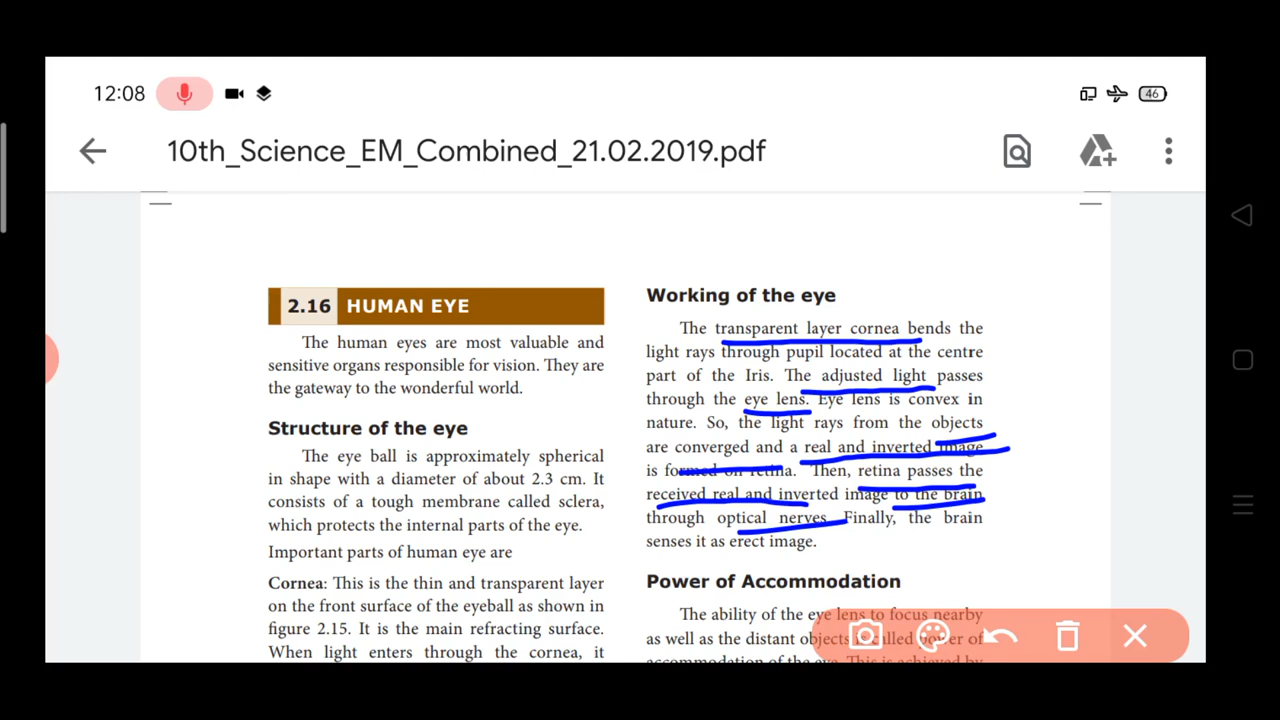 12:08
46
10th_Science_EM_Combined_21.02.2019.pdf
2.16 HUMAN EYE
The human eyes are most valuable and
sensitive organs responsible for vision. They are
the gateway to the wonderful world.
Structure of the eye
The eye ball is approximately spherical
in shape with a diameter of about 2.3 cm. It
consists of a tough membrane called sclera,
which protects the internal parts of the eye.
Important parts of human eye are
Cornea: This is the thin and transparent layer
on the front surface of the eyeball as shown in
figure 2.15. It is the main refracting surface.
When light enters through the cornea, it
Working of the eye
The transparent layer cornea bends the
light rays through pupil located at the centre
part of the Iris. The adjusted light passes
through the eye lens. Eye lens is convex in
nature. So, the light rays from the objects
are converged and a real and inverted image
is formed on retina. Then, retina passes the
received real and inverted image to the brain
through optical nerves. Finally, the brain
senses it as erect image.
Power of Accommodation
The ability of the eye lens to focus nearby
as well as the distant objects is called power of
accommodation of the eye. This is achieved by